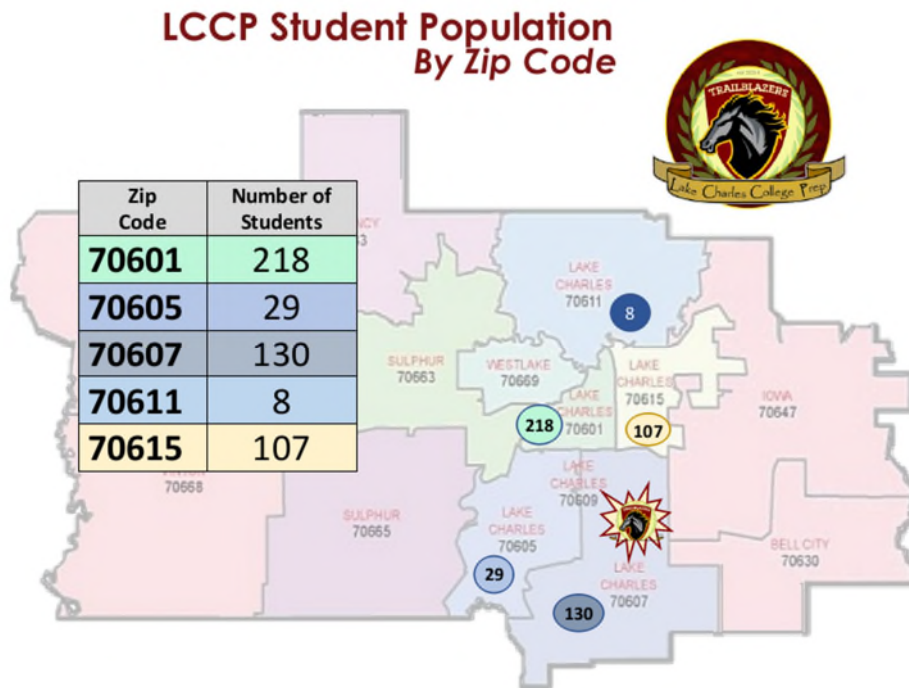 LCCP Student Population
By Zip Code
TRAILBLAZERS
Lake Charles College Prep
Zip
Code
Number of
Students
70601 218
70605 29
70607 130
70611 8
70615 107
LAKE
CHARLES
70611
8
SULPHUR
70663
WESTLAKE
70669
LAKE
CHARLES
70615
IOWA
70647
LAKE
CHARLES
70601
218
107
70668
SULPHUR
70665
LAKE
CHARLES
70609
LAKE
CHARLES
70605
BELL CITY
70630
LAKE
CHARLES
70607
29
130